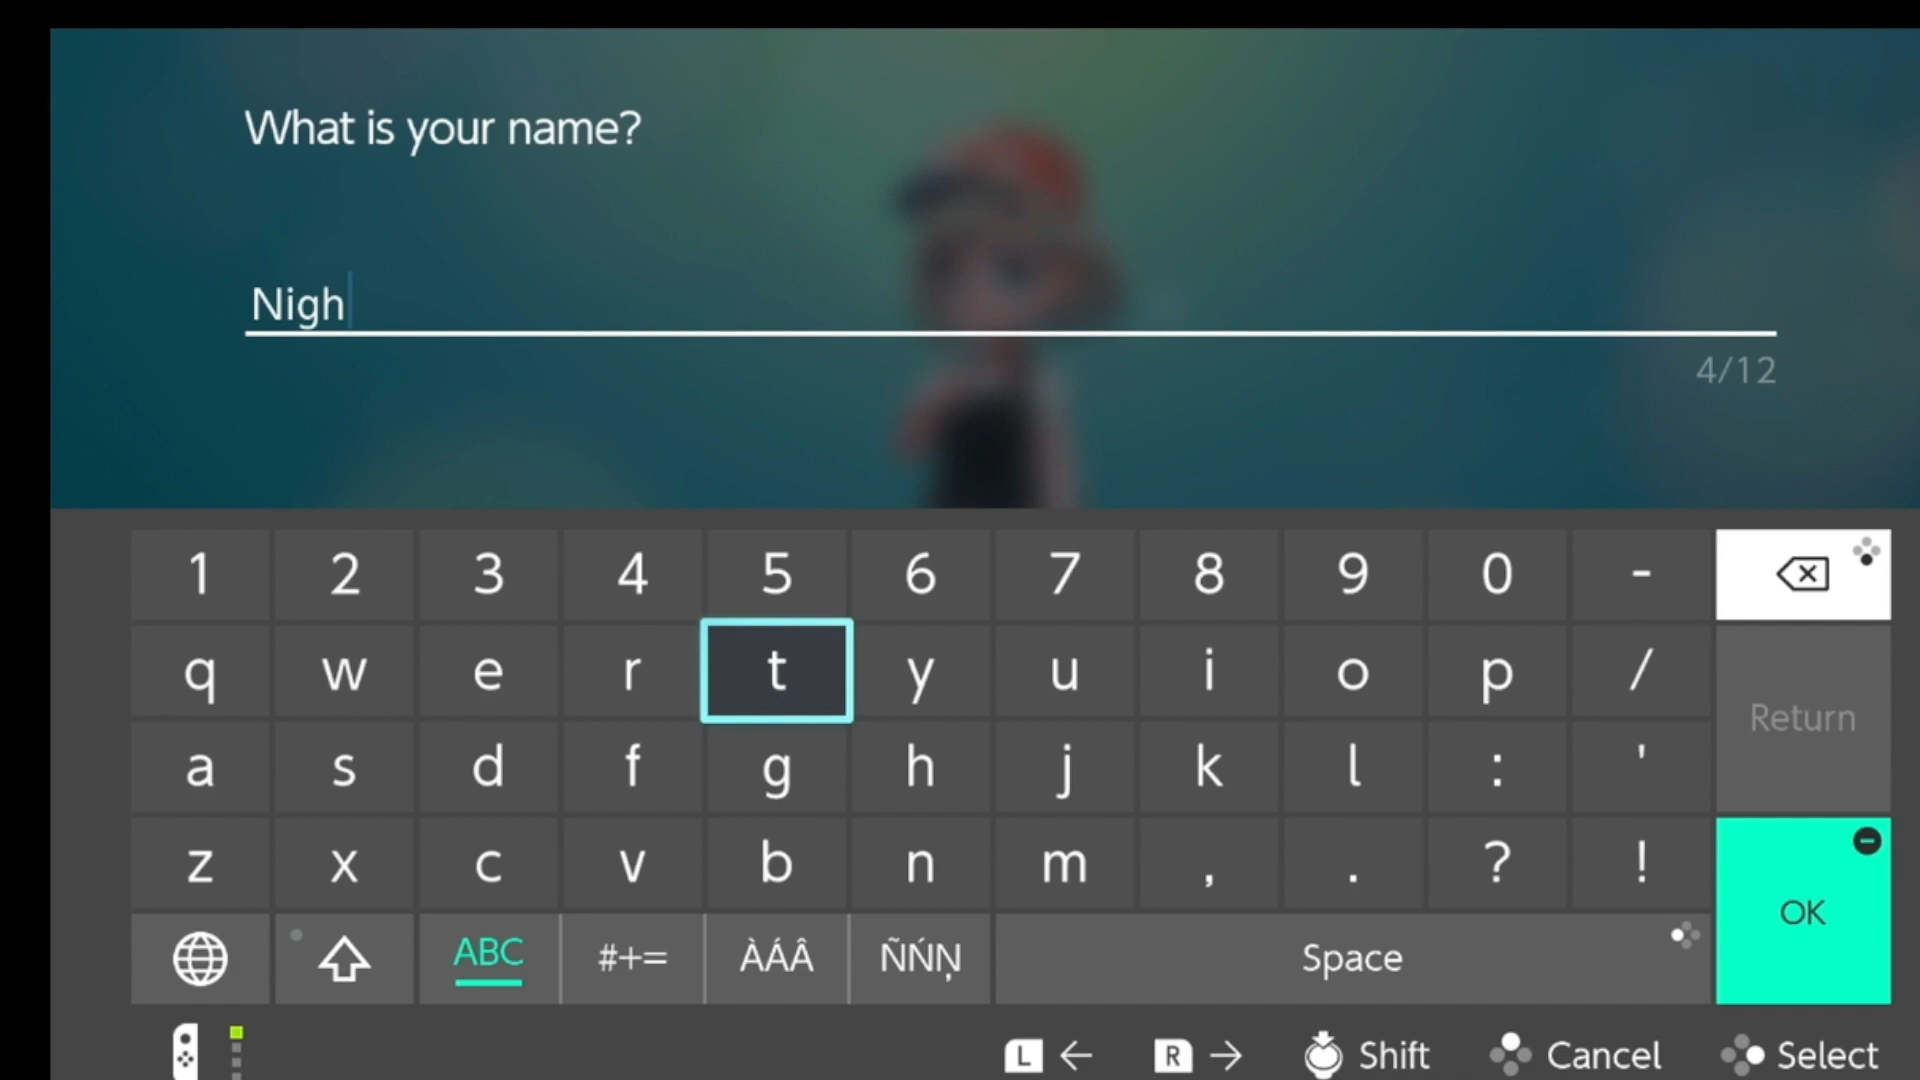 What is your name?
Nigh
4/12
1 2 3 4 5 6 7 8 9 0 -
q w e r t y u i o p /
Return
a s d f g h j k l : '
z x c v b n m , . ? !
OK
ABC #+= ÀÁÂ ÑŃŅ Space
L ← R → Shift Cancel Select